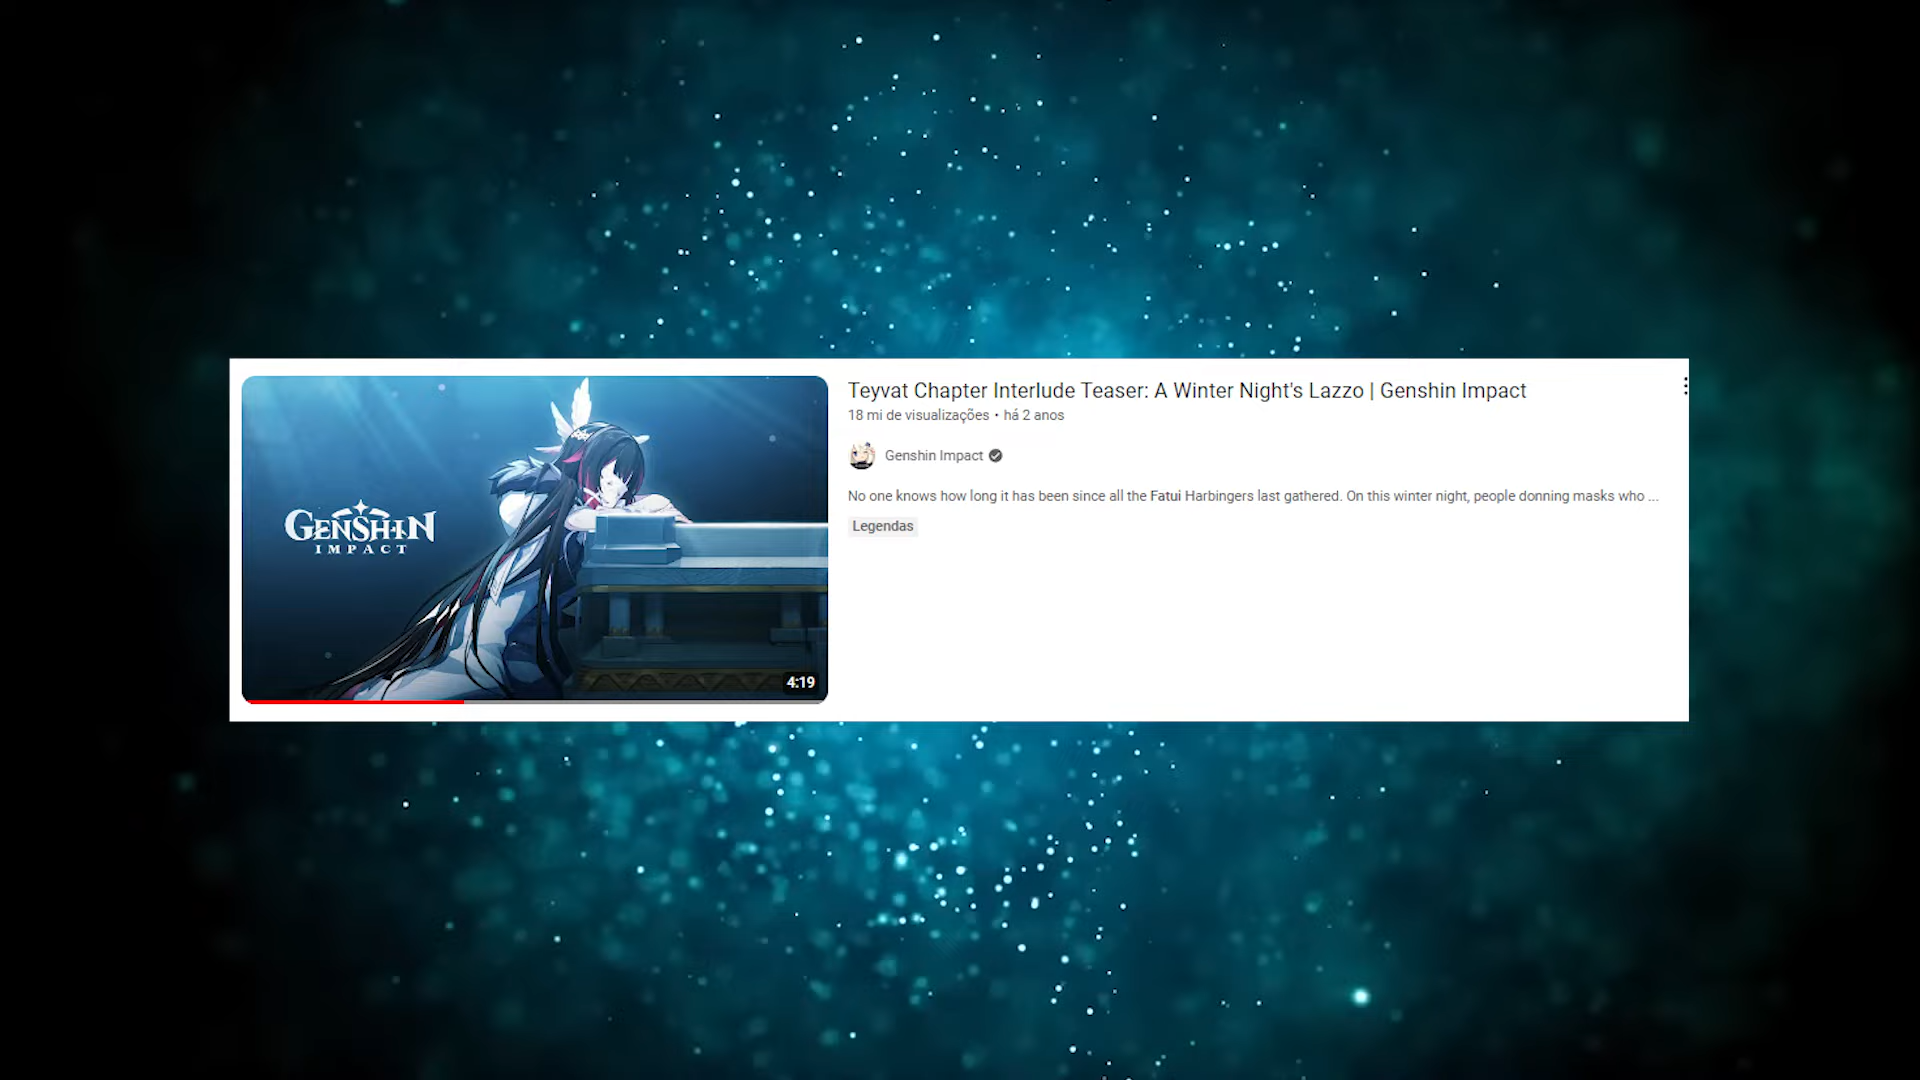 Teyvat Chapter Interlude Teaser: A Winter Night's Lazzo | Genshin Impact
18 mi de visualizações • há 2 anos
Genshin Impact
No one knows how long it has been since all the Fatui Harbingers last gathered. On this winter night, people donning masks who ...
Legendas
GENSHIN
IMPACT
4:19